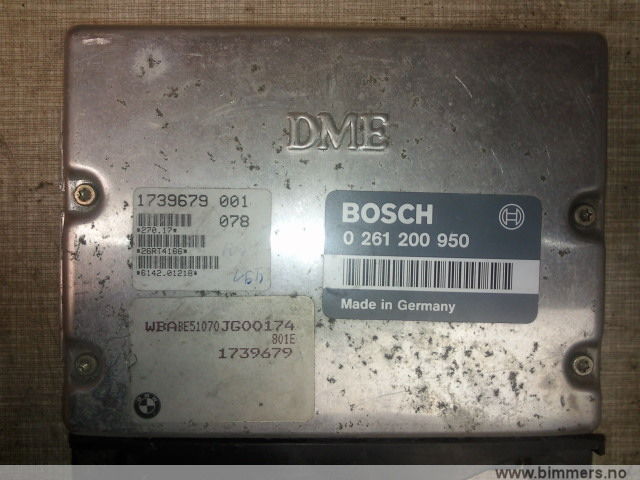 DME
1739679 001
078
*270.17*
*26RT4186*
*6142.01218*
BOSCH
0 261 200 950
Made in Germany
WBABE51070JG00174
801E
1739679
www.bimmers.no